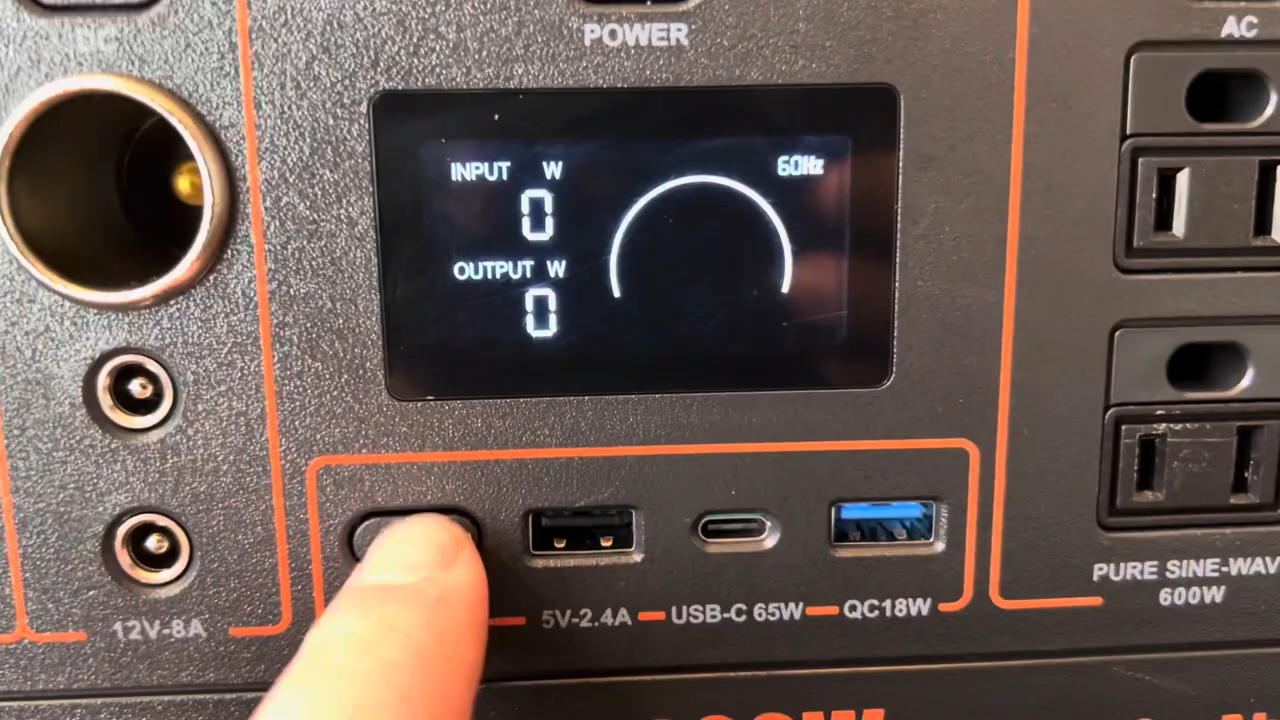 DC
POWER
AC
INPUT W
0
60Hz
OUTPUT W
0
12V-8A
5V-2.4A
USB-C 65W
QC18W
PURE SINE-WAV
600W